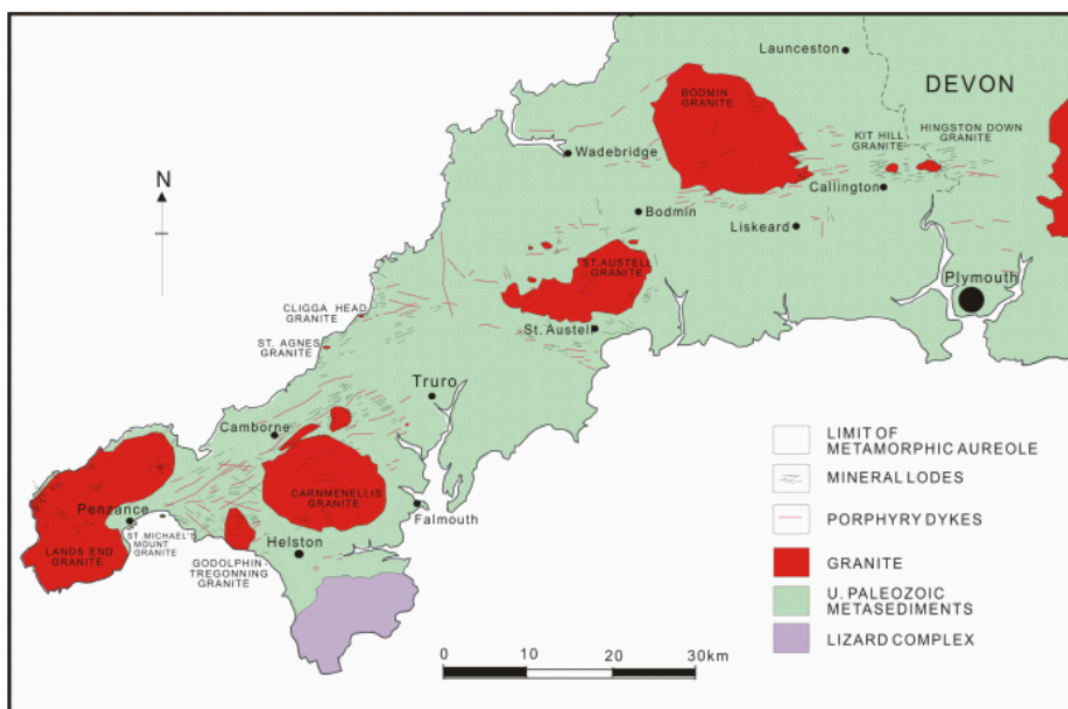 Launceston
DEVON
BODMIN
GRANITE
KIT HILL
GRANITE
HINGSTON DOWN
GRANITE
N
Wadebridge
Callington
Bodmin
Liskeard
ST.AUSTELL
GRANITE
Plymouth
CLIGGA HEAD
GRANITE
St. Austell
ST. AGNES
GRANITE
Truro
Camborne
LIMIT OF
METAMORPHIC AUREOLE
MINERAL LODES
CARNMENELLIS
GRANITE
Penzance
Falmouth
PORPHYRY DYKES
ST. MICHAEL'S
MOUNT
GRANITE
LANDS END
GRANITE
Helston
GODOLPHIN-
TREGONNING
GRANITE
GRANITE
U. PALEOZOIC
METASEDIMENTS
LIZARD COMPLEX
0 10 20 30km